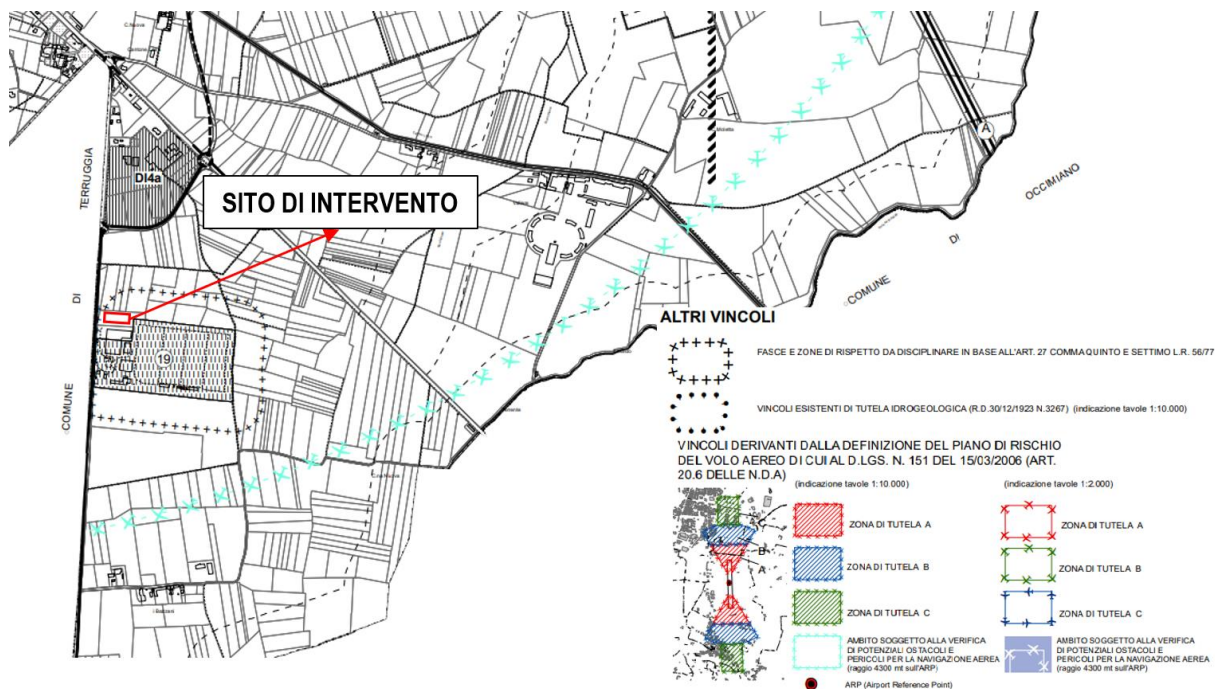 TERRUGGIA
DI
COMUNE
DI4a
SITO DI INTERVENTO
19
A
OCCIMIANO
DI
COMUNE
ALTRI VINCOLI
FASCE E ZONE DI RISPETTO DA DISCIPLINARE IN BASE ALL'ART. 27 COMMA QUINTO E SETTIMO L.R. 56/77
VINCOLI ESISTENTI DI TUTELA IDROGEOLOGICA (R.D.30/12/1923 N.3267) (indicazione tavole 1:10.000)
VINCOLI DERIVANTI DALLA DEFINIZIONE DEL PIANO DI RISCHIO
DEL VOLO AEREO DI CUI AL D.LGS. N. 151 DEL 15/03/2006 (ART.
20.6 DELLE N.D.A)
(indicazione tavole 1:10.000)
(indicazione tavole 1:2.000)
B
A
ZONA DI TUTELA A
ZONA DI TUTELA B
ZONA DI TUTELA C
AMBITO SOGGETTO ALLA VERIFICA
DI POTENZIALI OSTACOLI E
PERICOLI PER LA NAVIGAZIONE AEREA
(raggio 4300 mt sull'ARP)
ZONA DI TUTELA A
ZONA DI TUTELA B
ZONA DI TUTELA C
AMBITO SOGGETTO ALLA VERIFICA
DI POTENZIALI OSTACOLI E
PERICOLI PER LA NAVIGAZIONE AEREA
(raggio 4300 mt sull'ARP)
ARP (Airport Reference Point)